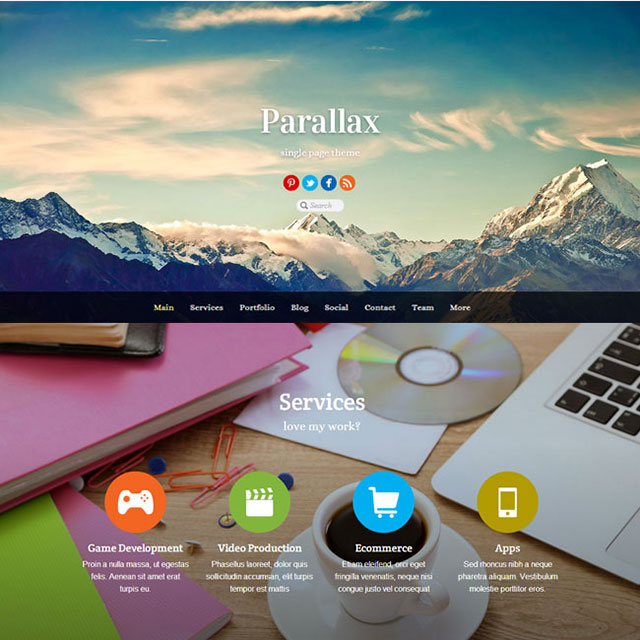 Parallax
single page theme
Search
Main Services Portfolio Blog Social Contact Team More
Services
love my work?
Game Development
Proin a nulla massa, ut egestas
felis. Aenean sit amet erat
turpis eu.
Video Production
Phasellus laoreet, dolor quis
sollicitudin accumsan, elit turpis
tempor est mattis
Ecommerce
Etiam eleifend, orci eget
fringilla venenatis, neque nisi
congue justo vel consequat
Apps
Sed rhoncus nibh a neque
pharetra aliquam. Vestibulum
molestie porttitor eros.